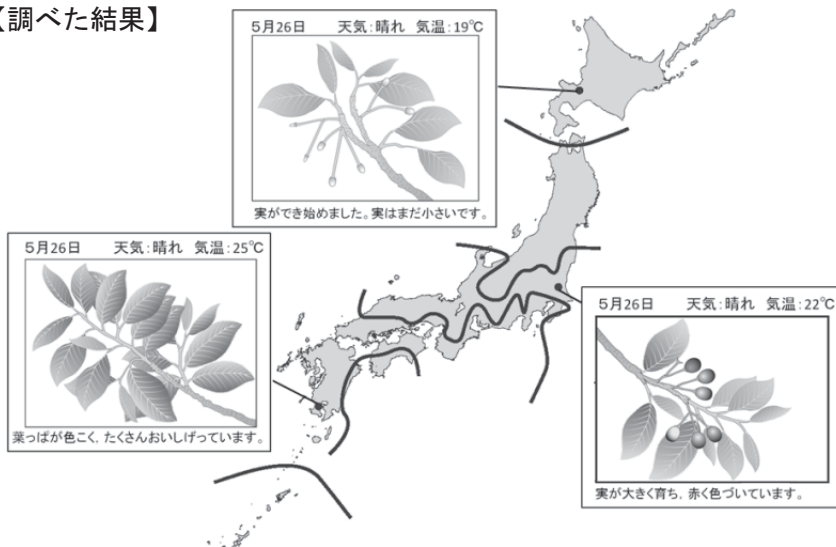 【調べた結果】
5月26日 天気:晴れ 気温:19℃
実ができ始めました。実はまだ小さいです。
5月26日 天気:晴れ 気温:25℃
葉っぱが色こく，たくさんおいしげっています。
5月26日 天気:晴れ 気温:22℃
実が大きく育ち，赤く色づいています。